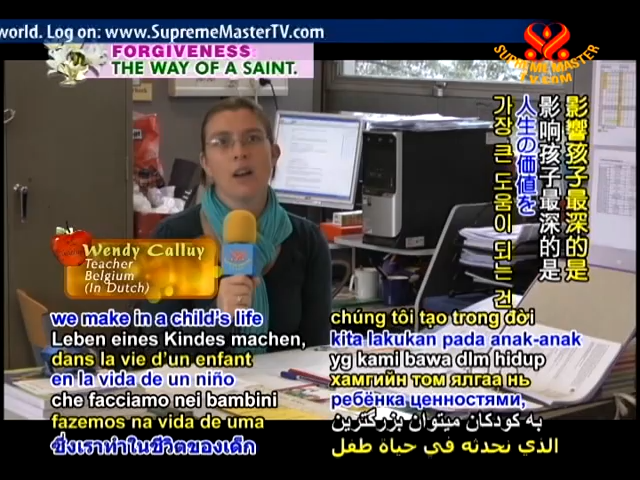 world. Log on: www.SupremeMasterTV.com
FORGIVENESS:
THE WAY OF A SAINT.
SUPREME MASTER
TV.COM
影響孩子最深的是
影响孩子最深的是
人生の価値を
가장 큰 도움이 되는 건
Wendy Calluy
Teacher
Belgium
(In Dutch)
we make in a child's life
Leben eines Kindes machen,
dans la vie d'un enfant
en la vida de un niño
che facciamo nei bambini
fazemos na vida de uma
ซึ่งเราทำในชีวิตของเด็ก
chúng tôi tạo trong đời
kita lakukan pada anak-anak
yg kami bawa dlm hidup
хамгийн том ялгаа нь
ребёнка ценностями,
به کودکان میتوان بزرگترین
الذي نحدثه في حياة طفل